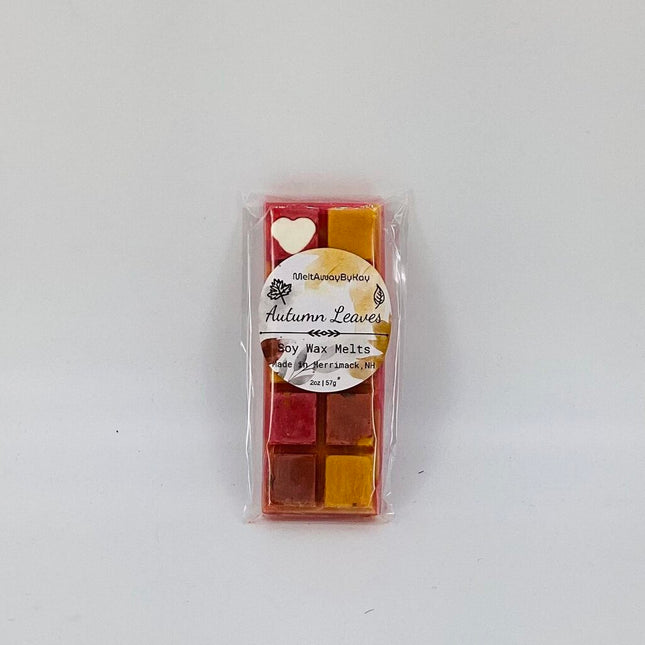 MeltAwayByKay
Autumn Leaves
Soy Wax Melts
Made in Merrimack,NH
2oz | 57g